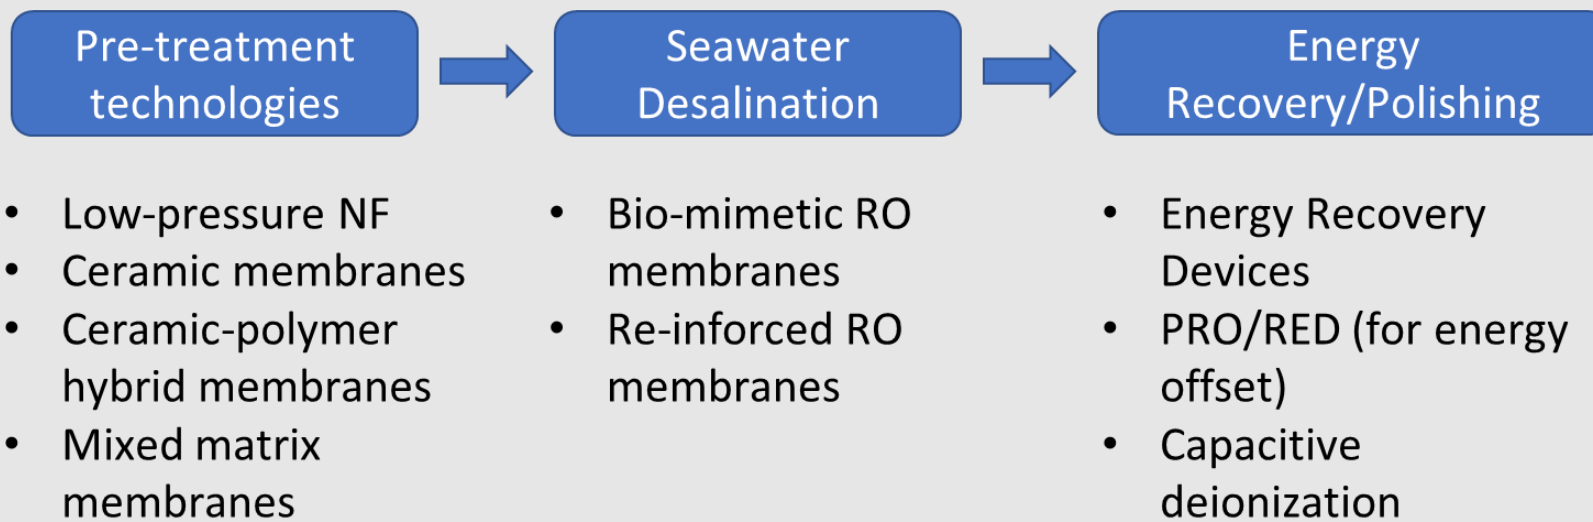 Pre-treatment
technologies
Seawater
Desalination
Energy
Recovery/Polishing
• Low-pressure NF
• Ceramic membranes
• Ceramic-polymer
hybrid membranes
• Mixed matrix
membranes
• Bio-mimetic RO
membranes
• Re-inforced RO
membranes
• Energy Recovery
Devices
• PRO/RED (for energy
offset)
• Capacitive
deionization